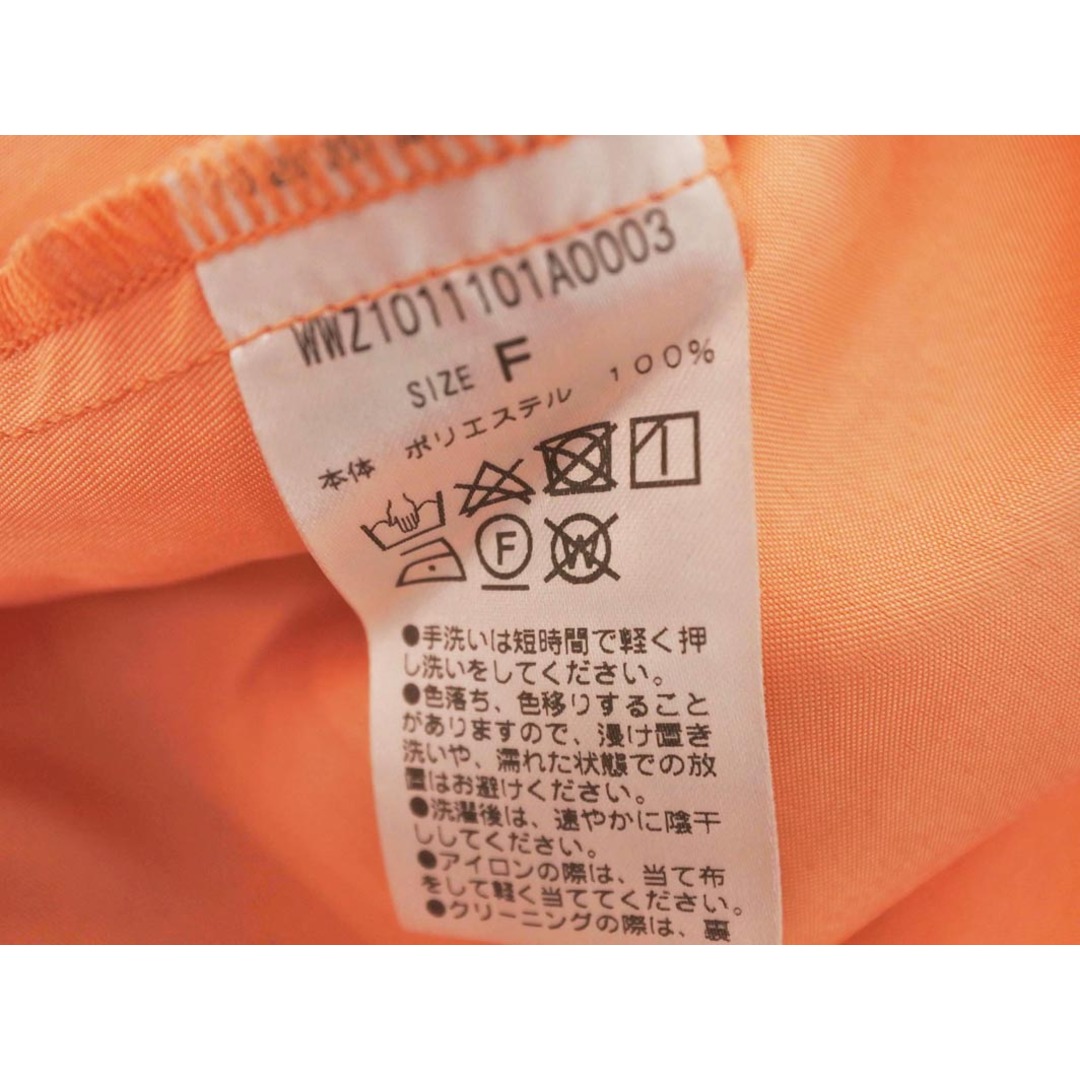 WWZ1011101A0003
SIZE F
本体 ポリエステル 100%
F
W
●手洗いは短時間で軽く押
し洗いをしてください。
●色落ち、色移りすること
がありますので、浸け置き
洗いや、濡れた状態での放
置はお避けください。
●洗濯後は、速やかに陰干
ししてください。
●アイロンの際は、当て布
をして軽く当ててください。
●クリーニングの際は、裏